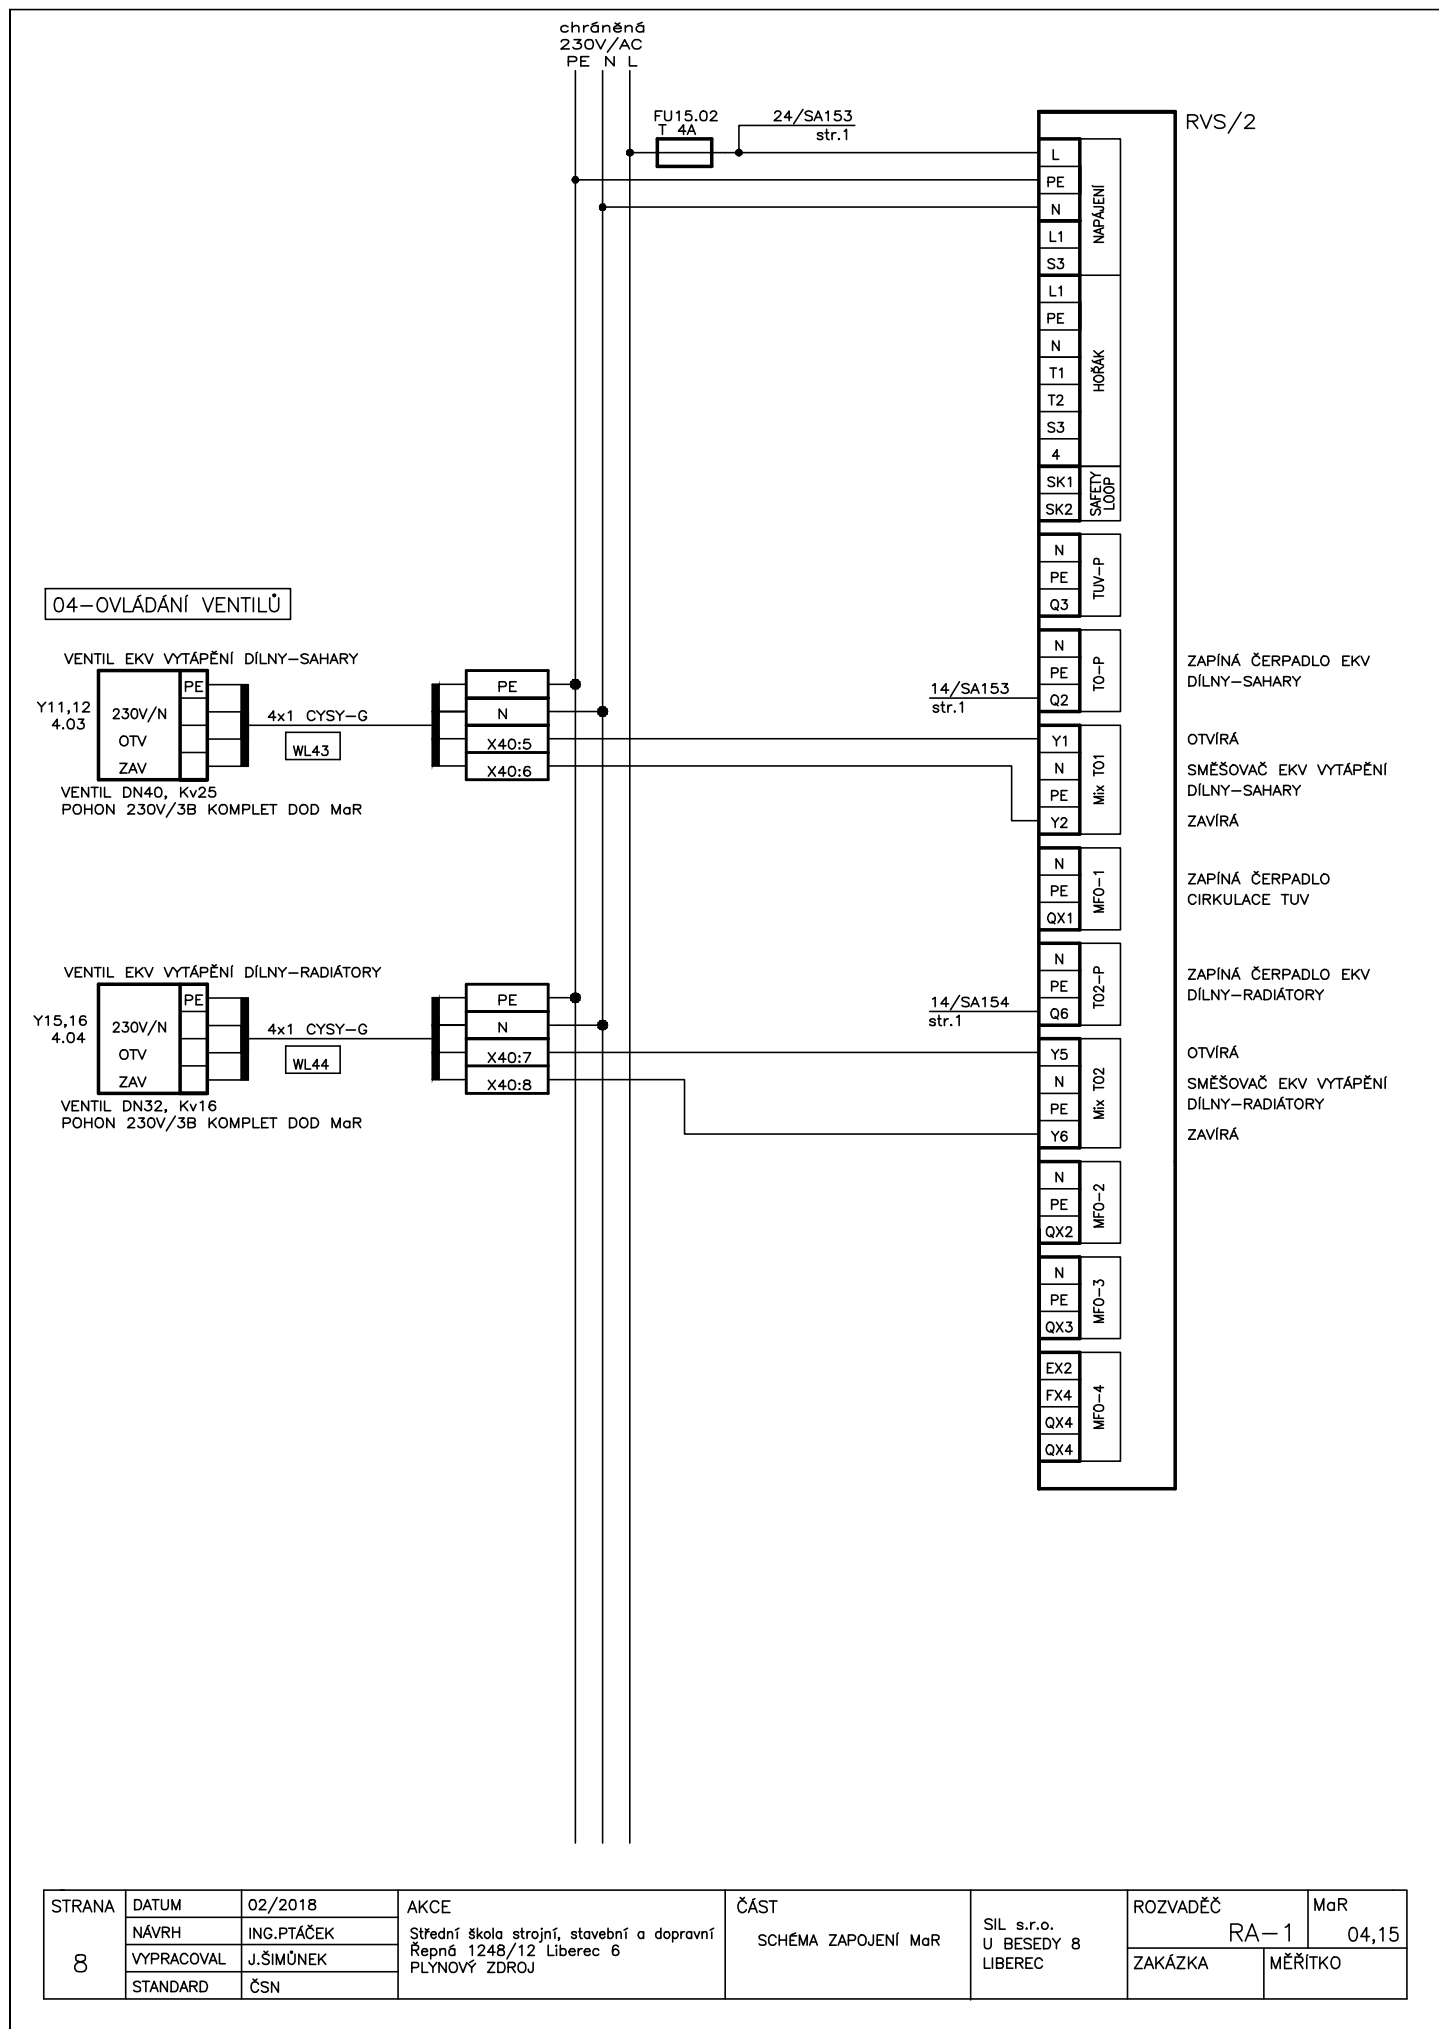 chráněná
230V/AC
PE N L
FU15.02
T 4A
24/SA153
str.1
RVS/2
L
PE
N
L1
S3
NAPÁJENÍ
L1
PE
N
T1
T2
S3
4
HOŘÁK
SK1
SK2
SAFETY
LOOP
N
PE
Q3
TUV-P
04-OVLÁDÁNÍ VENTILŮ
VENTIL EKV VYTÁPĚNÍ DÍLNY-SAHARY
Y11,12
4.03
PE
230V/N
OTV
ZAV
4x1 CYSY-G
WL43
PE
N
X40:5
X40:6
VENTIL DN40, Kv25
POHON 230V/3B KOMPLET DOD MaR
14/SA153
str.1
N
PE
Q2
TO-P
ZAPÍNÁ ČERPADLO EKV
DÍLNY-SAHARY
Y1
N
PE
Y2
Mix TO1
OTVÍRÁ
SMĚŠOVAČ EKV VYTÁPĚNÍ
DÍLNY-SAHARY
ZAVÍRÁ
N
PE
QX1
MFO-1
ZAPÍNÁ ČERPADLO
CIRKULACE TUV
VENTIL EKV VYTÁPĚNÍ DÍLNY-RADIÁTORY
Y15,16
4.04
PE
230V/N
OTV
ZAV
4x1 CYSY-G
WL44
PE
N
X40:7
X40:8
VENTIL DN32, Kv16
POHON 230V/3B KOMPLET DOD MaR
14/SA154
str.1
N
PE
Q6
TO2-P
ZAPÍNÁ ČERPADLO EKV
DÍLNY-RADIÁTORY
Y5
N
PE
Y6
Mix TO2
OTVÍRÁ
SMĚŠOVAČ EKV VYTÁPĚNÍ
DÍLNY-RADIÁTORY
ZAVÍRÁ
N
PE
QX2
MFO-2
N
PE
QX3
MFO-3
EX2
FX4
QX4
QX4
MFO-4
STRANA
8
DATUM 02/2018
NÁVRH ING.PTÁČEK
VYPRACOVAL J.ŠIMŮNEK
STANDARD ČSN
AKCE
Střední škola strojní, stavební a dopravní
Řepná 1248/12 Liberec 6
PLYNOVÝ ZDROJ
ČÁST
SCHÉMA ZAPOJENÍ MaR
SIL s.r.o.
U BESEDY 8
LIBEREC
ROZVADĚČ
RA-1
MaR
04,15
ZAKÁZKA
MĚŘÍTKO